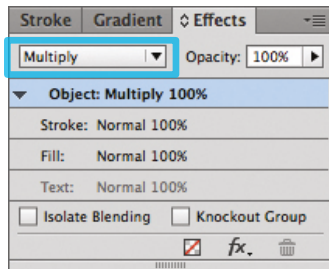 Stroke Gradient Effects
Multiply Opacity: 100%
Object: Multiply 100%
Stroke: Normal 100%
Fill: Normal 100%
Text: Normal 100%
Isolate Blending Knockout Group
fx.